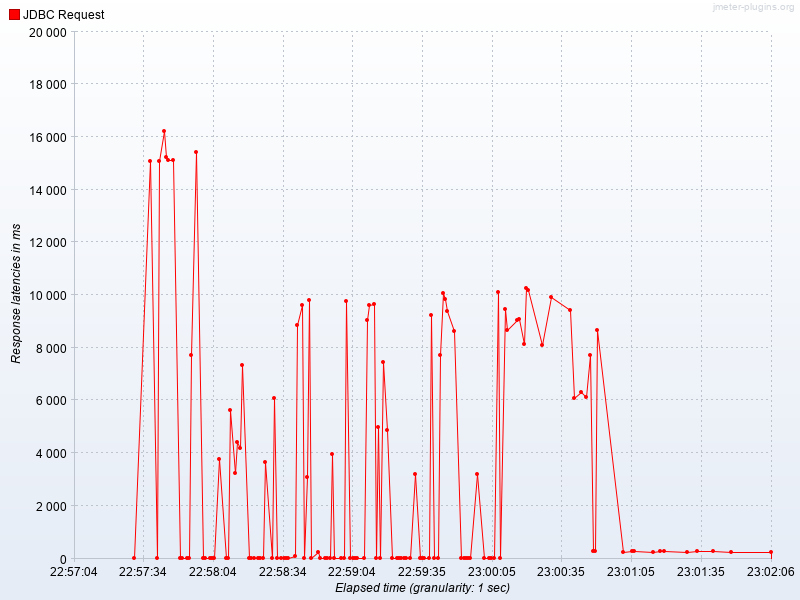 jmeter-plugins.org
JDBC Request
20 000
18 000
16 000
14 000
12 000
10 000
8 000
6 000
4 000
2 000
0
Response latencies in ms
22:57:04 22:57:34 22:58:04 22:58:34 22:59:04 22:59:35 23:00:05 23:00:35 23:01:05 23:01:35 23:02:06
Elapsed time (granularity: 1 sec)